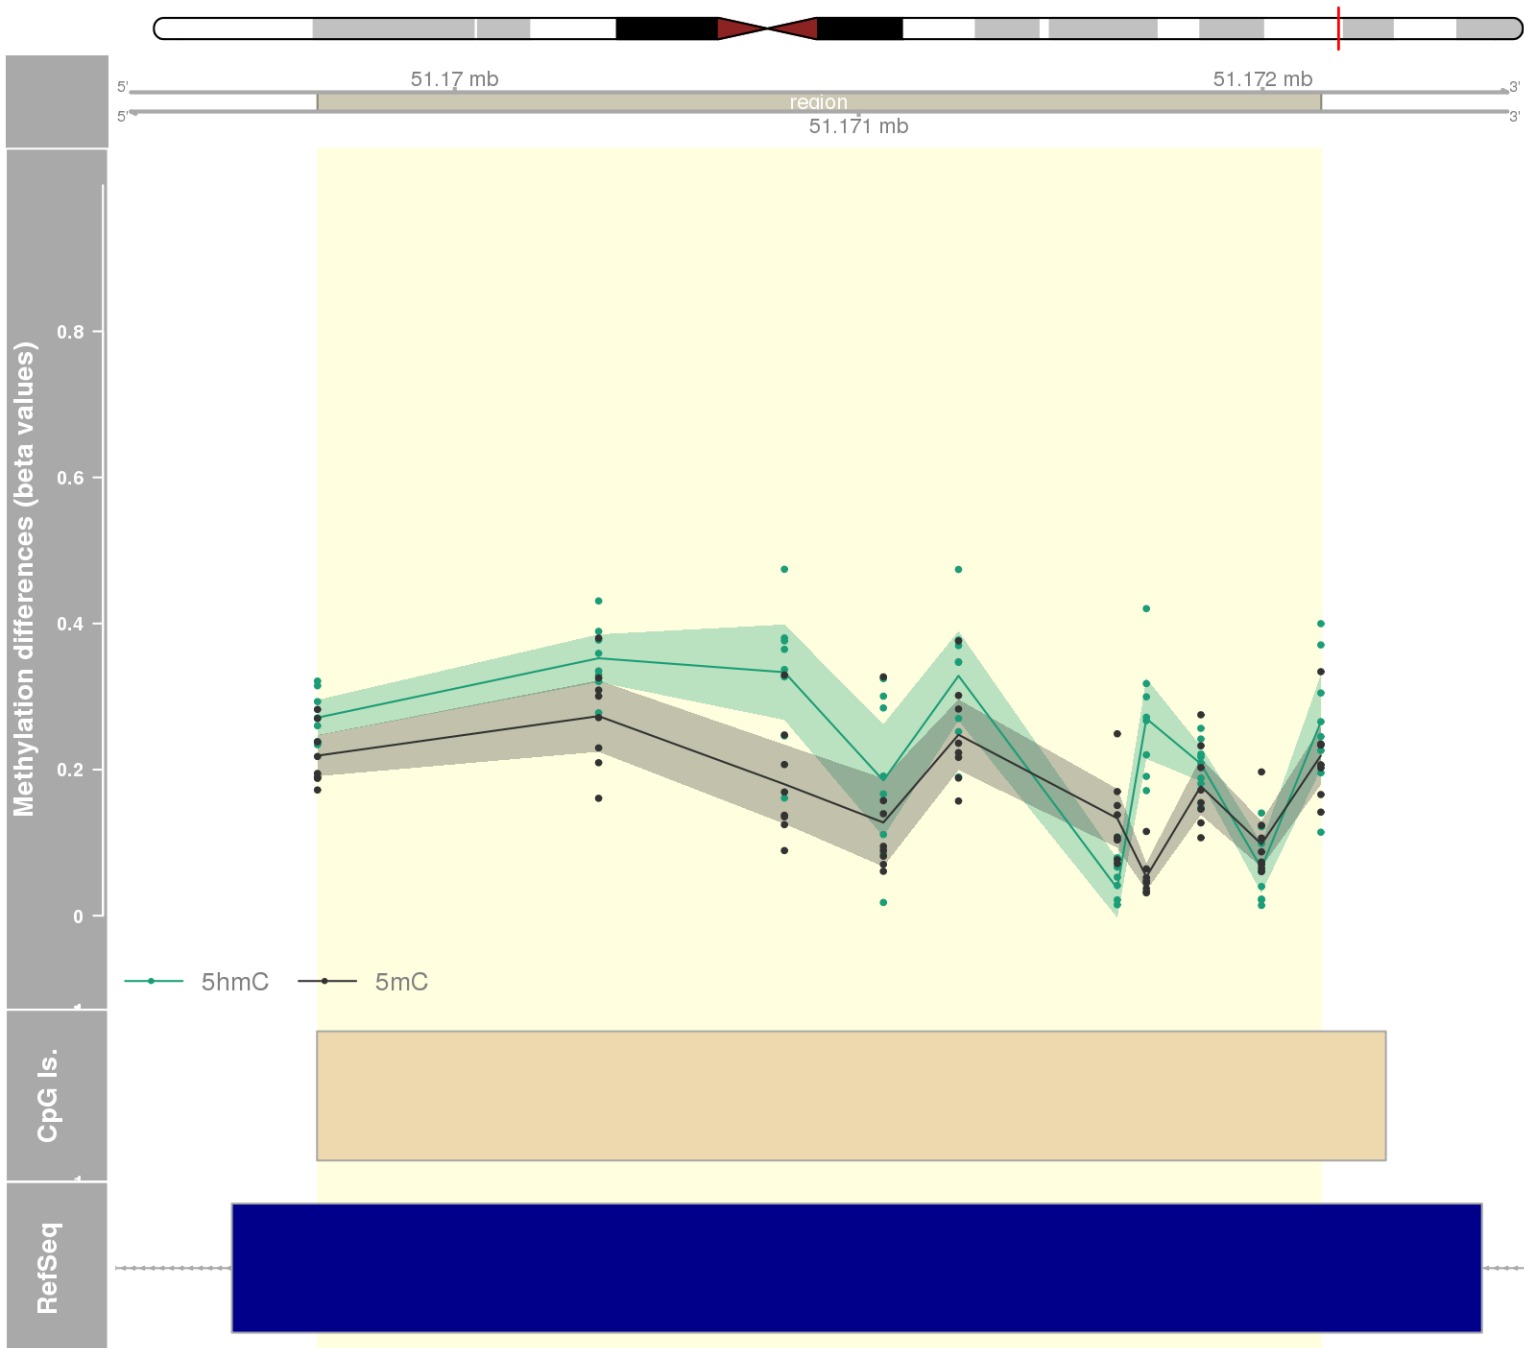 51.17 mb
51.172 mb
5'
3'
region
5'
3'
51.171 mb
Methylation differences (beta values)
0.8
0.6
0.4
0.2
0
5hmC
5mC
CpG Is.
RefSeq